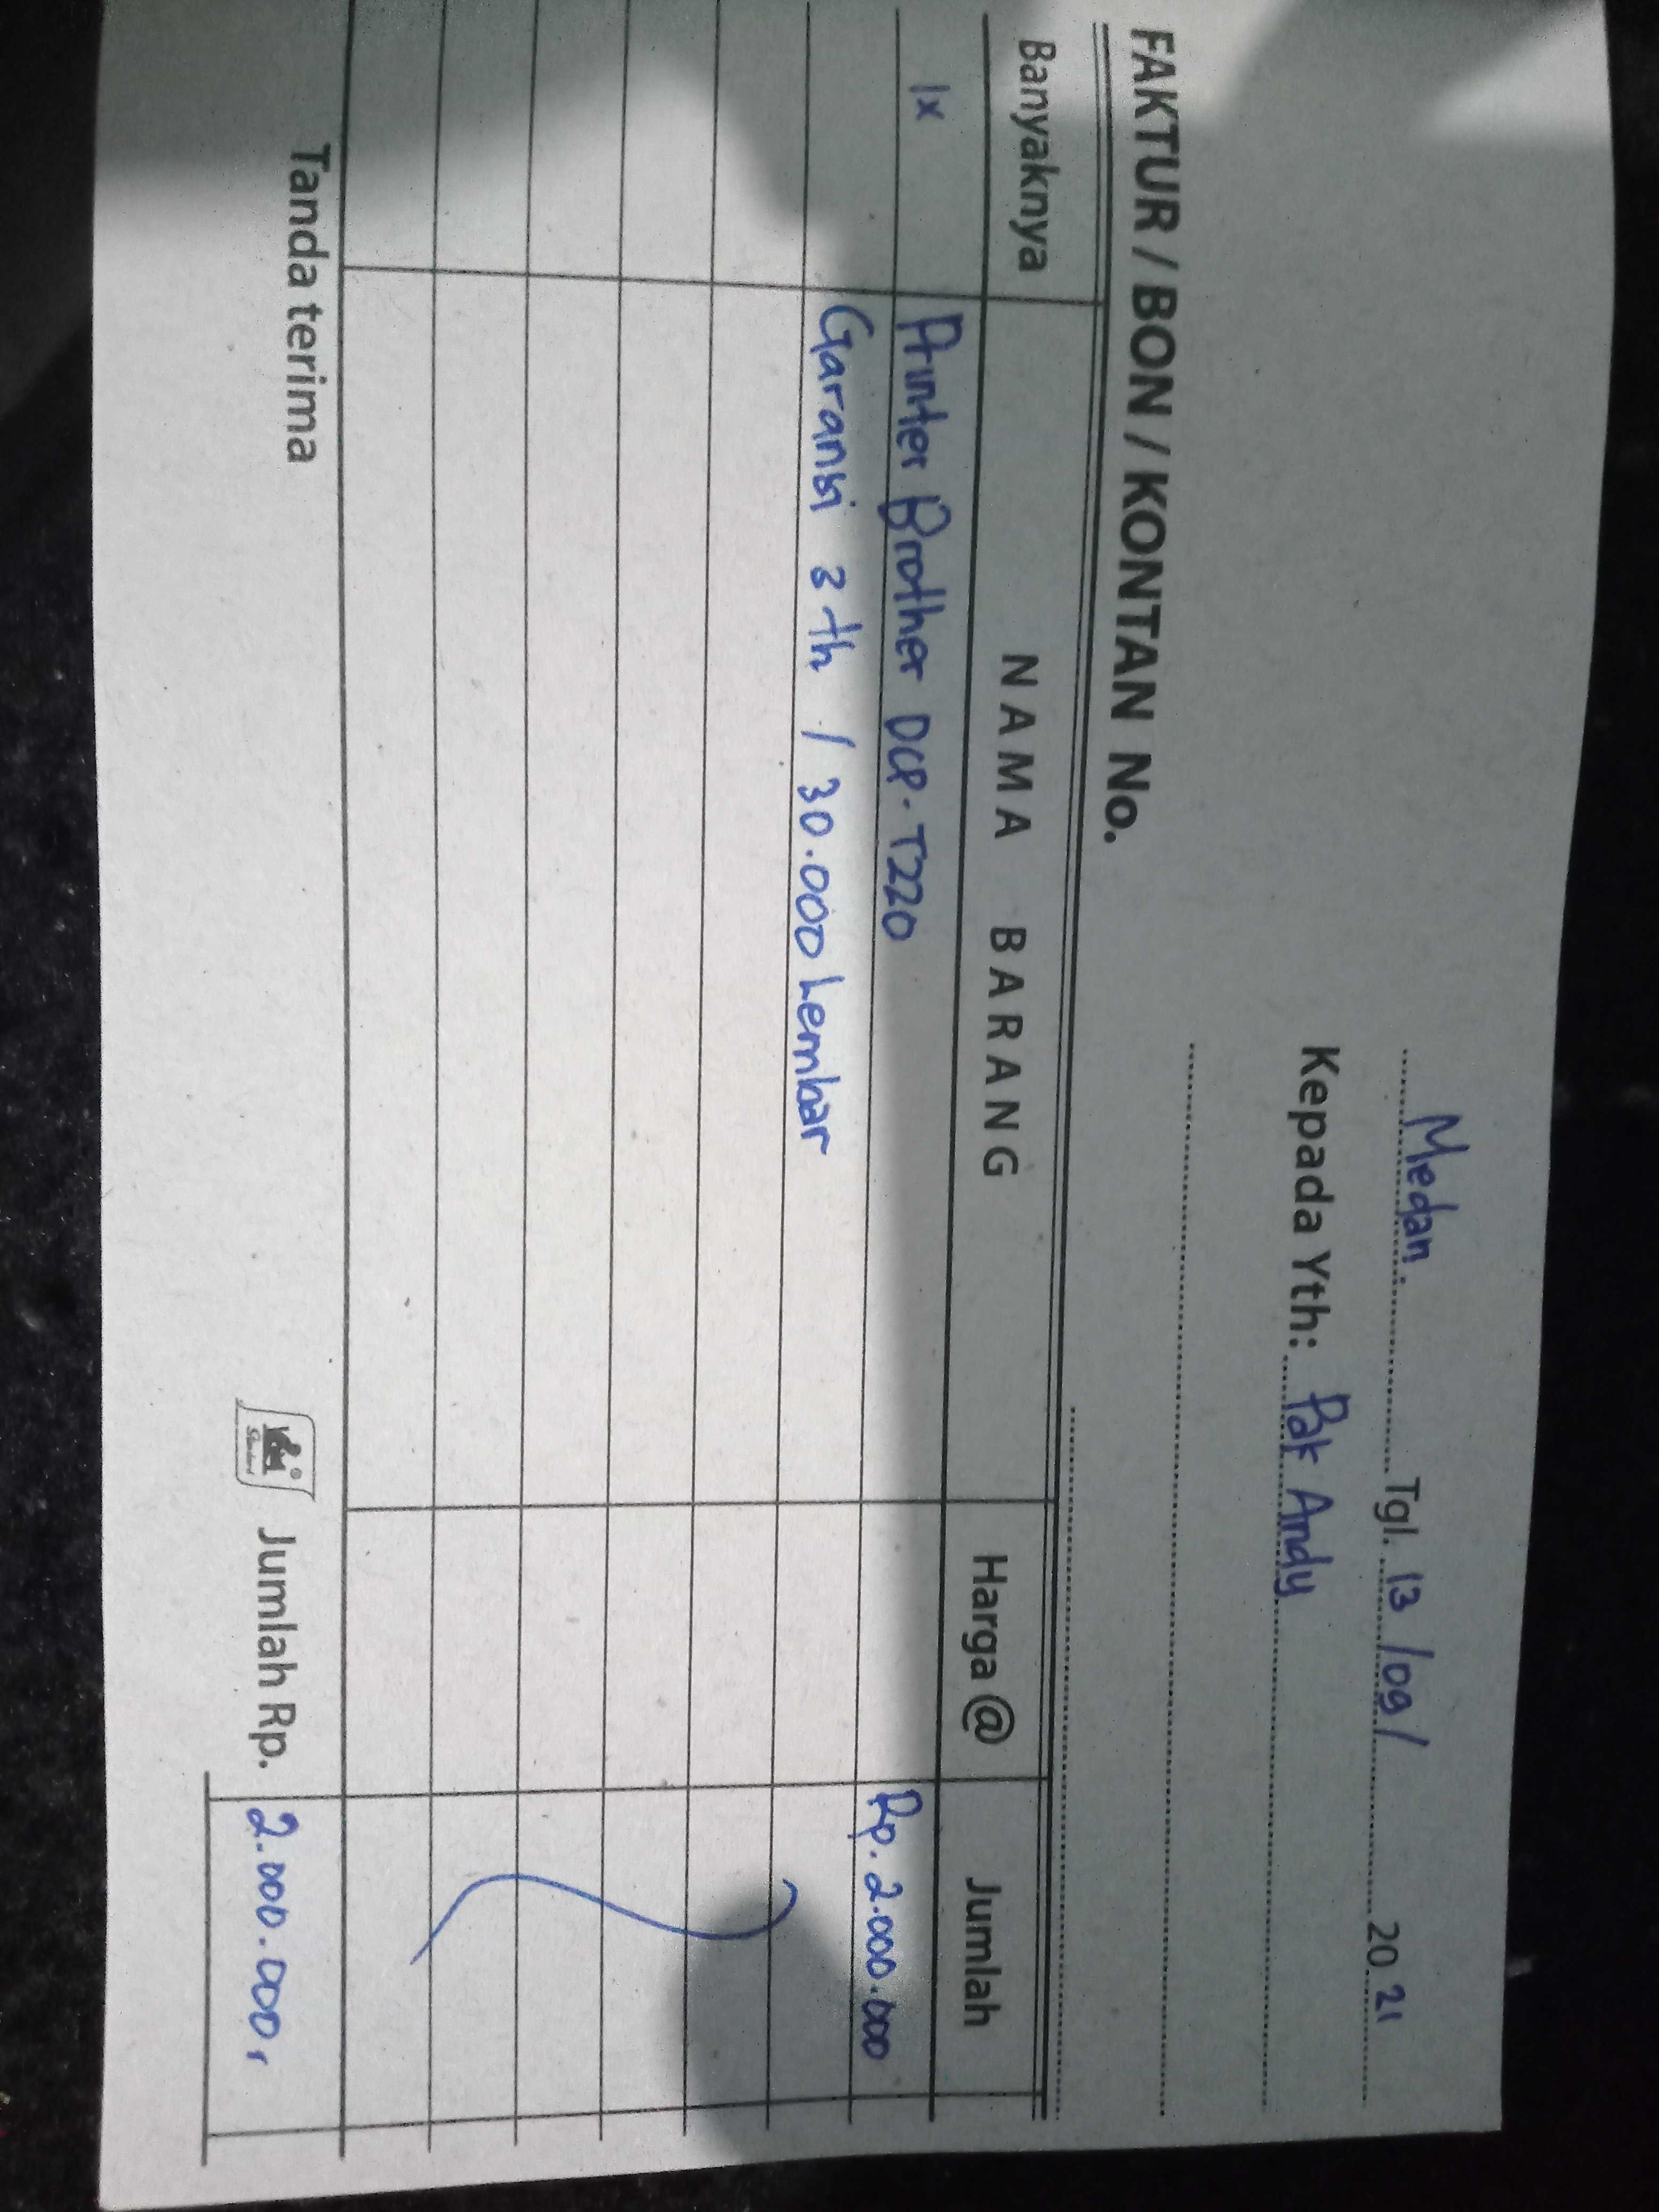 Medan. Tgl. 13 /09/ 20 21
Kepada Yth: Pak Andy
FAKTUR / BON / KONTAN No.
Banyaknya NAMA BARANG Harga @ Jumlah
1x Printer Brother DCP-T220 Rp. 2.000.000
Garansi 3 th / 30.000 Lembar
Tanda terima Jumlah Rp. 2.000.000,